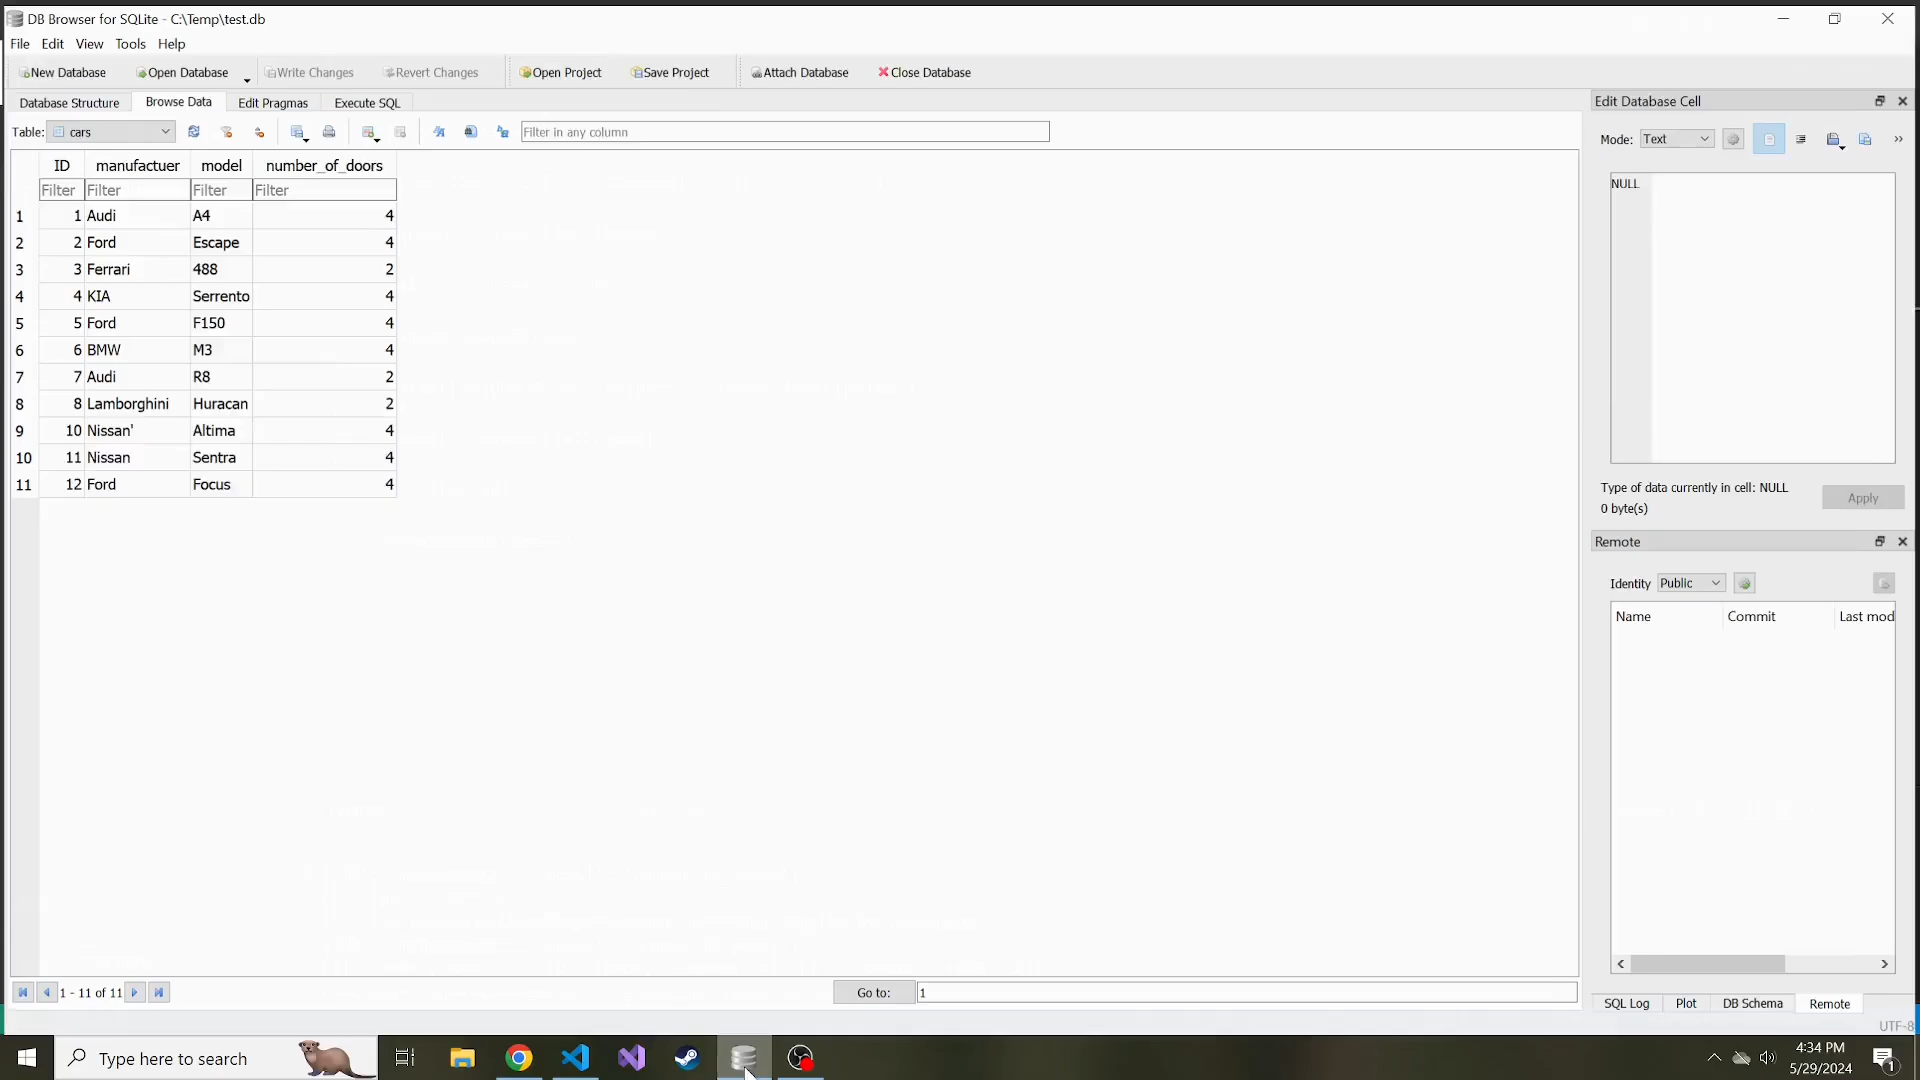 DB Browser for SQLite - C:\Temp\test.db
File Edit View Tools Help
New Database Open Database Write Changes Revert Changes Open Project Save Project Attach Database Close Database
Database Structure Browse Data Edit Pragmas Execute SQL
Table: cars Filter in any column
ID manufactuer model number_of_doors
Filter Filter Filter Filter
1 1 Audi A4 4
2 2 Ford Escape 4
3 3 Ferrari 488 2
4 4 KIA Serrento 4
5 5 Ford F150 4
6 6 BMW M3 4
7 7 Audi R8 2
8 8 Lamborghini Huracan 2
9 10 Nissan' Altima 4
10 11 Nissan Sentra 4
11 12 Ford Focus 4
1 - 11 of 11 Go to: 1
Edit Database Cell
Mode: Text
NULL
Type of data currently in cell: NULL
0 byte(s)
Apply
Remote
Identity Public
Name Commit Last mod
SQL Log Plot DB Schema Remote
UTF-8
Type here to search
4:34 PM
5/29/2024
1